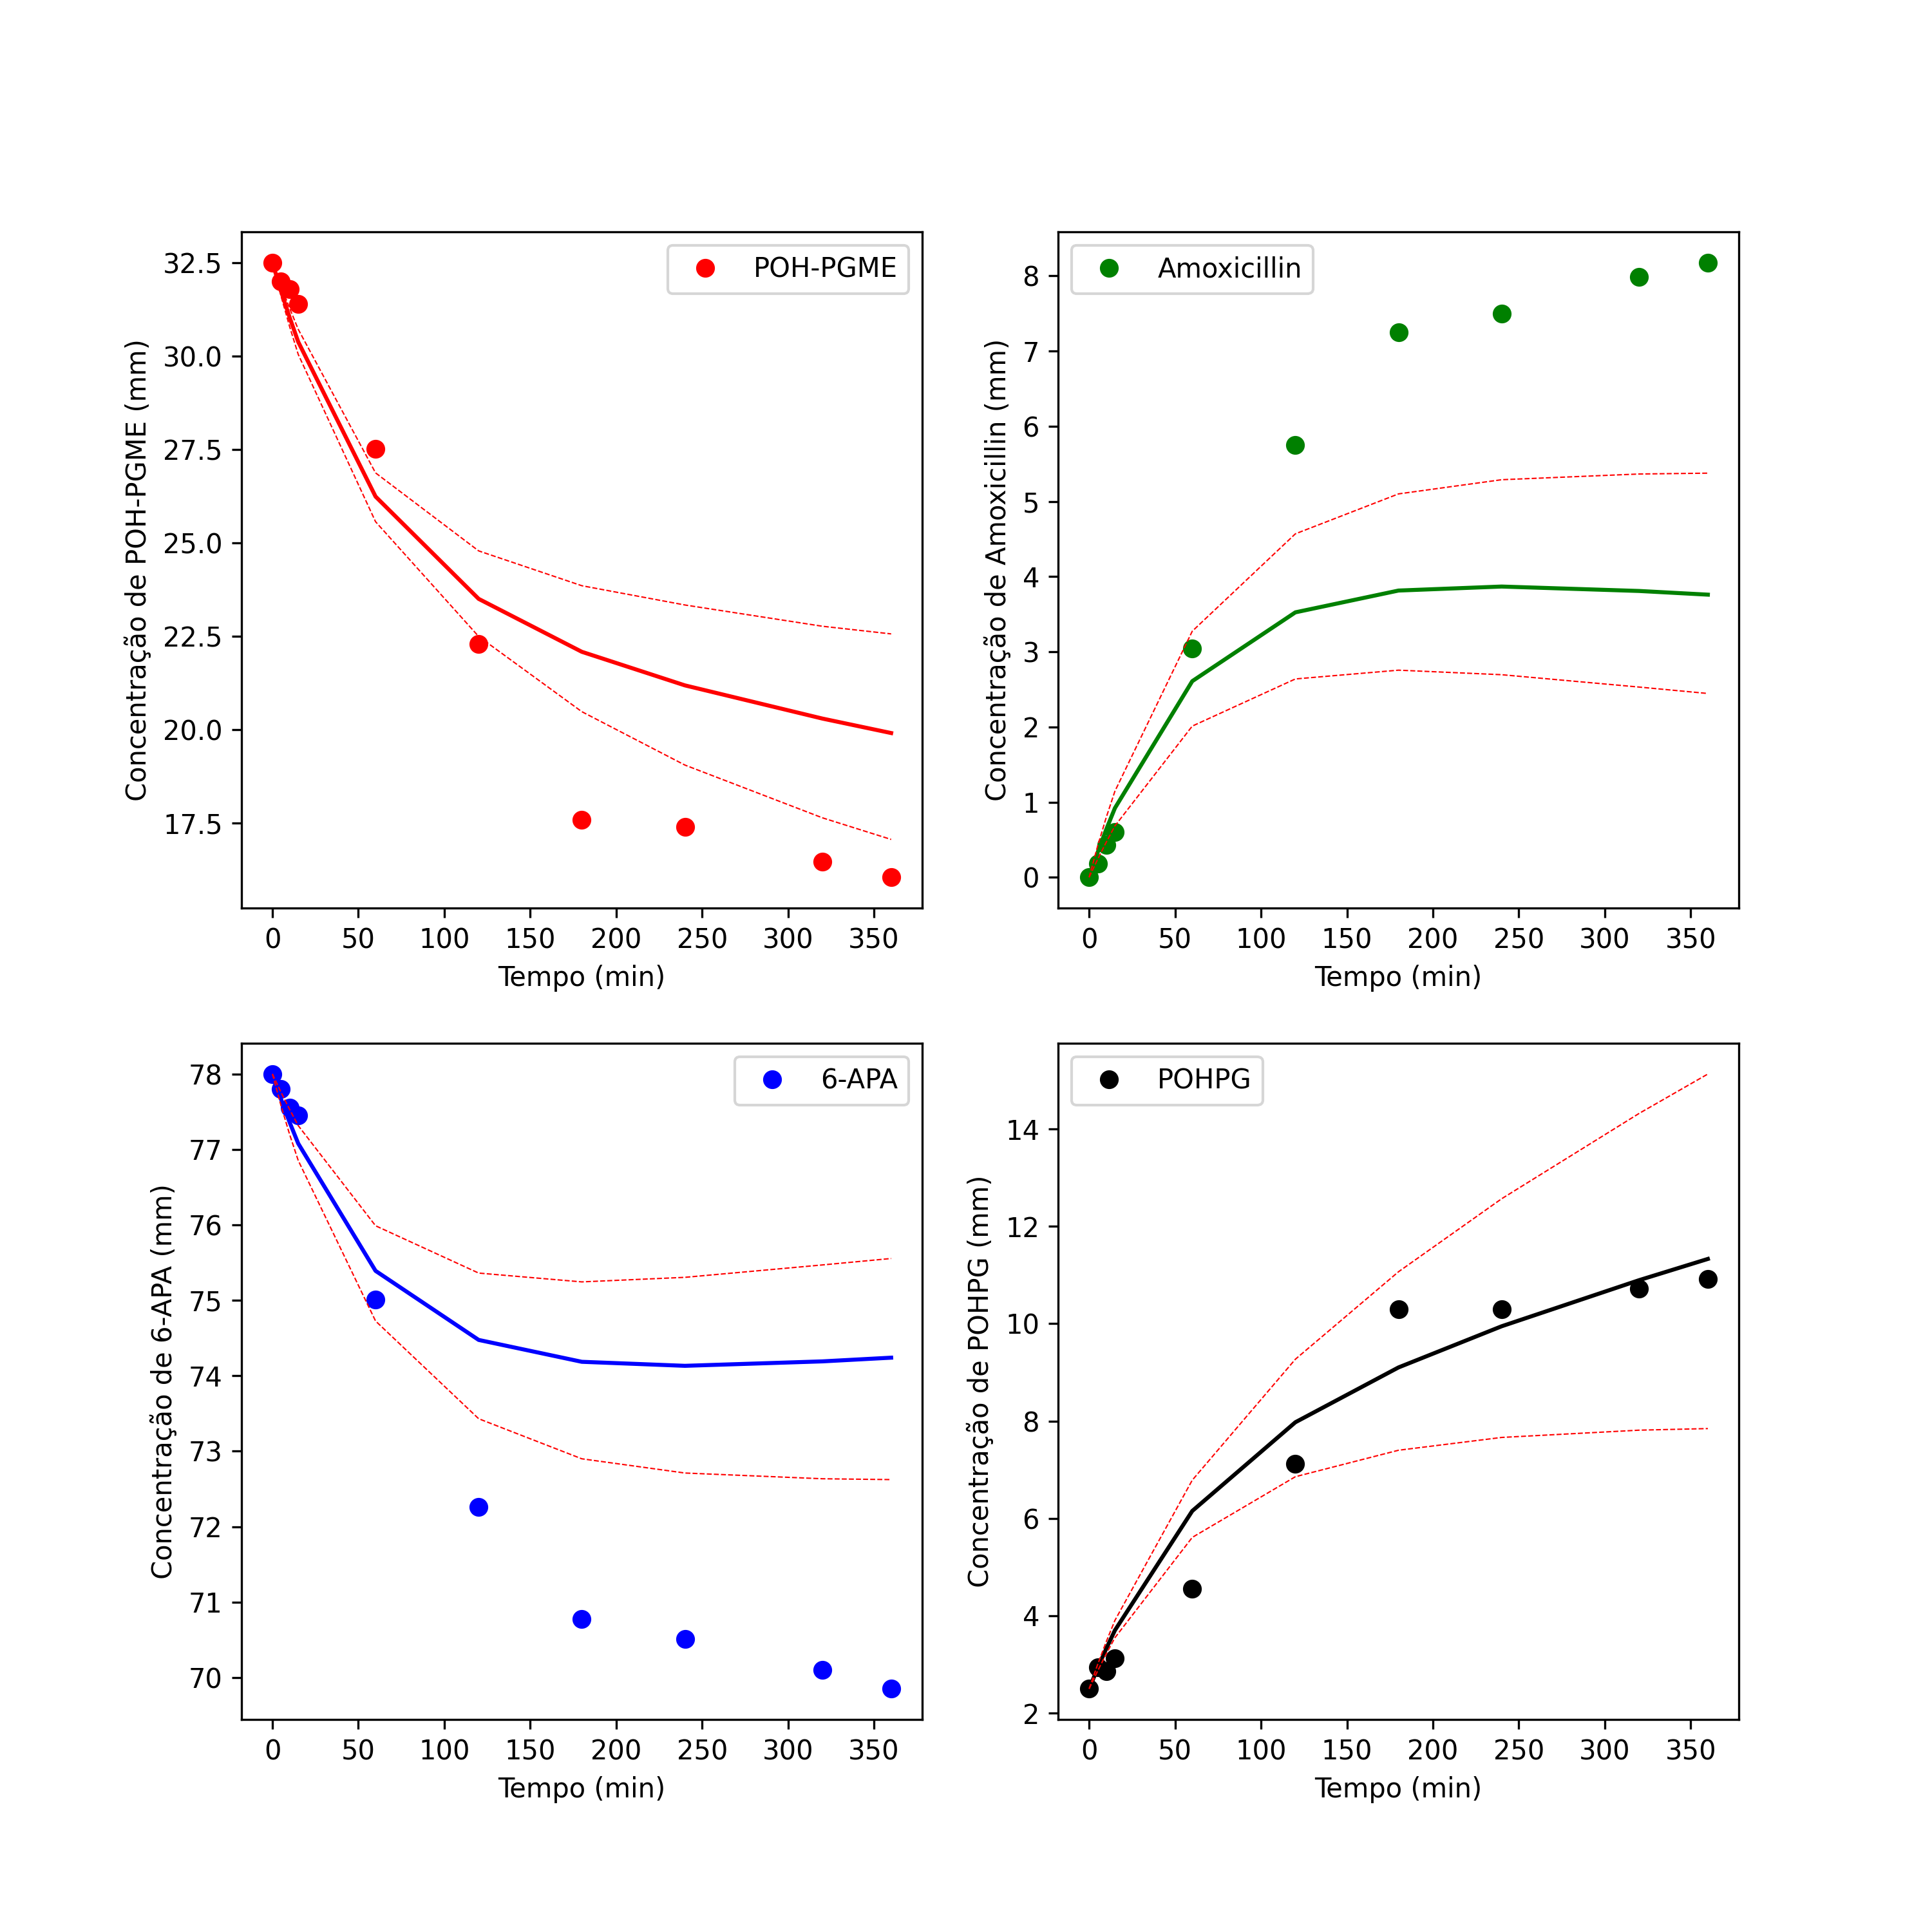 POH-PGME
Concentração de POH-PGME (mm)
32.5
30.0
27.5
25.0
22.5
20.0
17.5
0 50 100 150 200 250 300 350
Tempo (min)
Amoxicillin
Concentração de Amoxicillin (mm)
8
7
6
5
4
3
2
1
0
0 50 100 150 200 250 300 350
Tempo (min)
6-APA
Concentração de 6-APA (mm)
78
77
76
75
74
73
72
71
70
0 50 100 150 200 250 300 350
Tempo (min)
POHPG
Concentração de POHPG (mm)
14
12
10
8
6
4
2
0 50 100 150 200 250 300 350
Tempo (min)